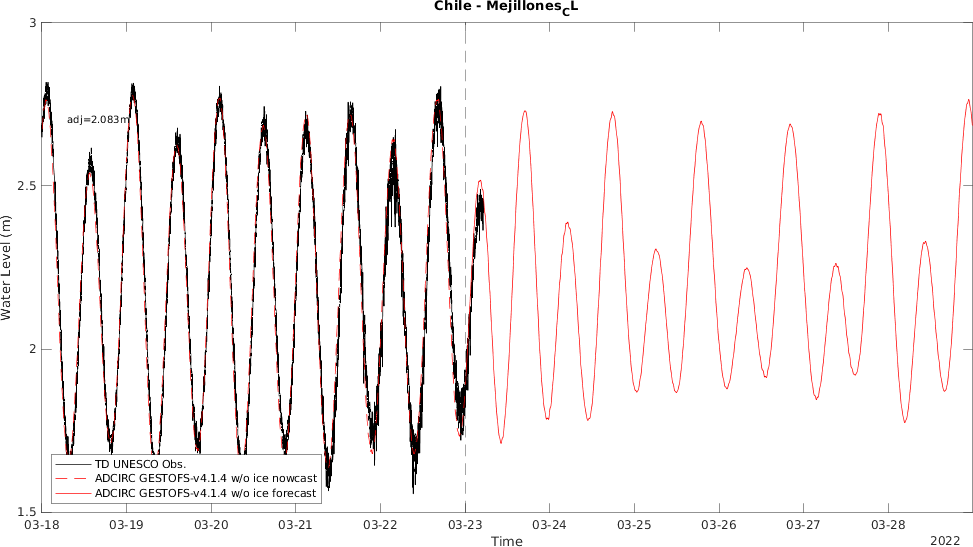 Chile - Mejillones_CL
3
2.5
2
1.5
Water Level (m)
adj=2.083m
TD UNESCO Obs.
ADCIRC GESTOFS-v4.1.4 w/o ice nowcast
ADCIRC GESTOFS-v4.1.4 w/o ice forecast
03-18 03-19 03-20 03-21 03-22 03-23 03-24 03-25 03-26 03-27 03-28
Time
2022